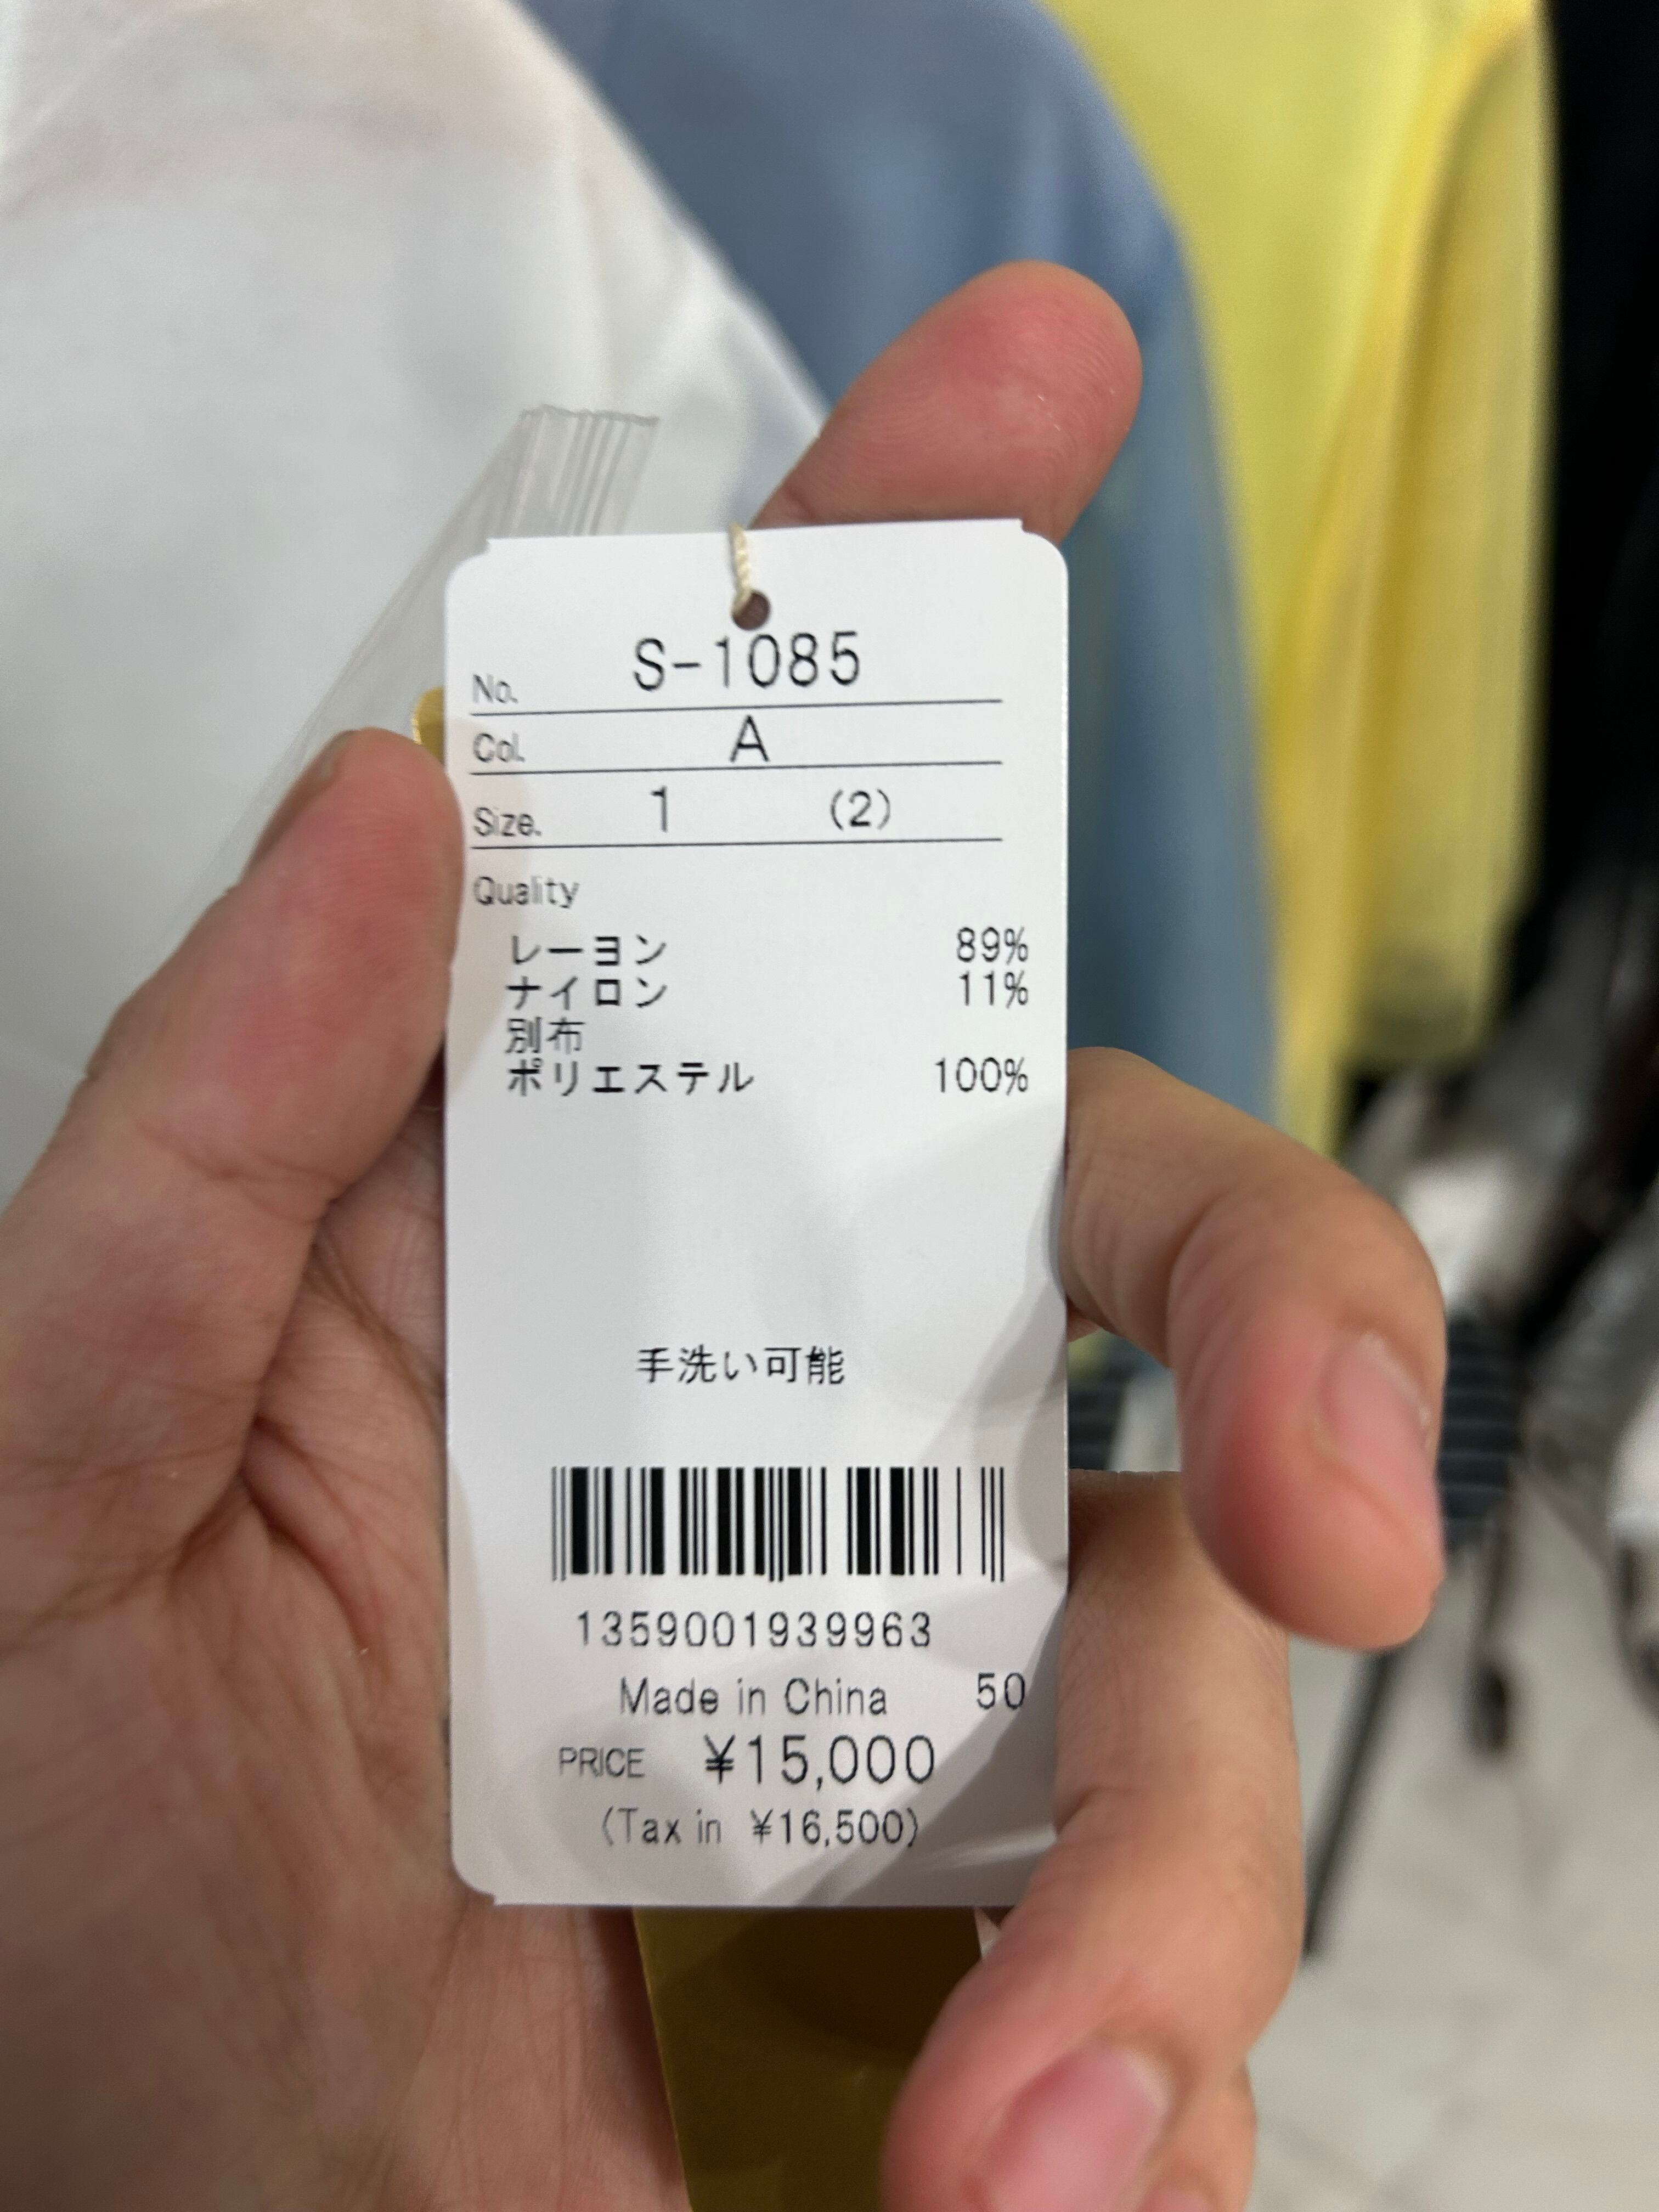 No. S-1085
Col. A
Size. 1 (2)
Quality
レーヨン 89%
ナイロン 11%
別布
ポリエステル 100%
手洗い可能
1359001939963
Made in China 50
PRICE ¥15,000
(Tax in ¥16,500)